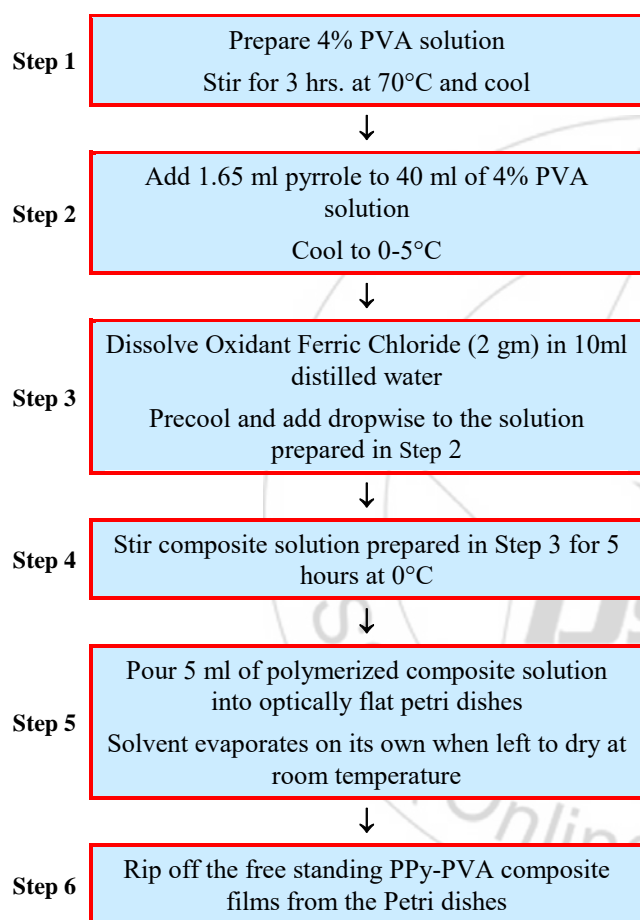 Step 1
Prepare 4% PVA solution
Stir for 3 hrs. at 70°C and cool
↓
Step 2
Add 1.65 ml pyrrole to 40 ml of 4% PVA
solution
Cool to 0-5°C
↓
Step 3
Dissolve Oxidant Ferric Chloride (2 gm) in 10ml
distilled water
Precool and add dropwise to the solution
prepared in Step 2
↓
Step 4
Stir composite solution prepared in Step 3 for 5
hours at 0°C
↓
Step 5
Pour 5 ml of polymerized composite solution
into optically flat petri dishes
Solvent evaporates on its own when left to dry at
room temperature
↓
Step 6
Rip off the free standing PPy-PVA composite
films from the Petri dishes